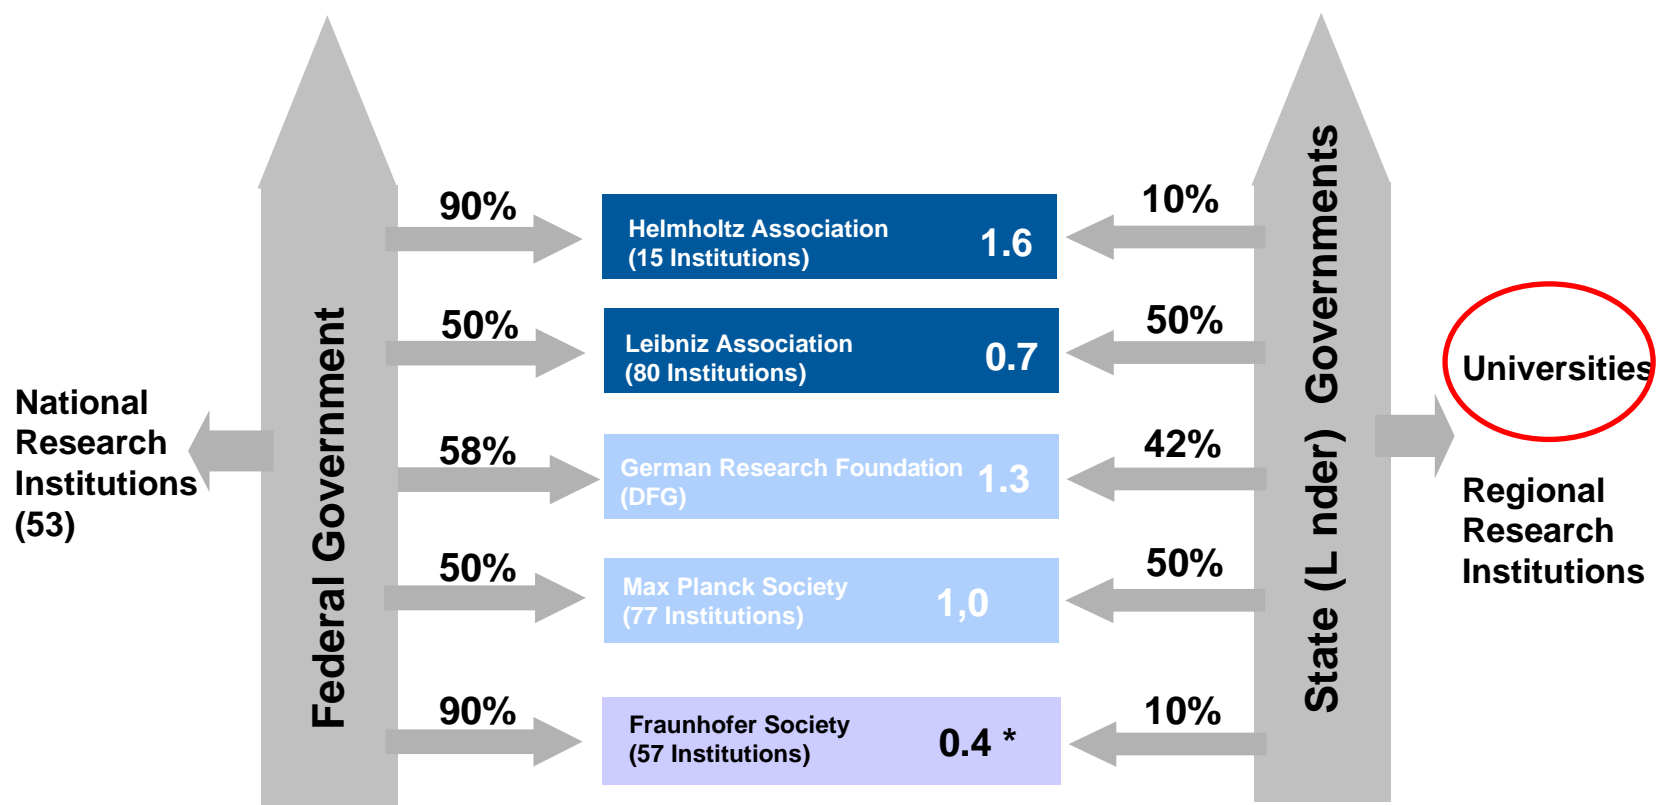 National
Research
Institutions
(53)
Federal Government
90%
Helmholtz Association
(15 Institutions)
1.6
10%
50%
Leibniz Association
(80 Institutions)
0.7
50%
58%
German Research Foundation
(DFG)
1.3
42%
50%
Max Planck Society
(77 Institutions)
1,0
50%
90%
Fraunhofer Society
(57 Institutions)
0.4 *
10%
State (L nder) Governments
Universities
Regional
Research
Institutions